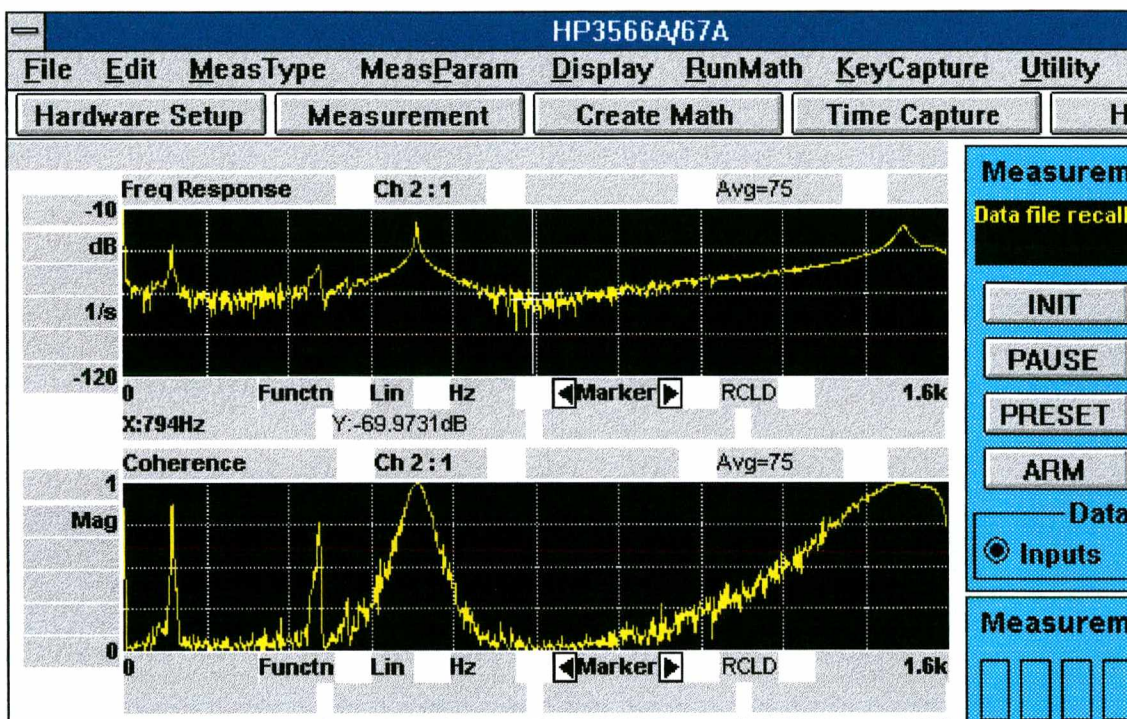 HP3566A/67A
File Edit MeasType MeasParam Display RunMath KeyCapture Utility
Hardware Setup Measurement Create Math Time Capture H
Freq Response Ch 2 : 1 Avg=75
-10
dB
1/s
-120
0 Functn Lin Hz Marker RCLD 1.6k
X:794Hz Y:-69.9731dB
Coherence Ch 2 : 1 Avg=75
1
Mag
0
0 Functn Lin Hz Marker RCLD 1.6k
Measurem
Data file recall
INIT
PAUSE
PRESET
ARM
Data
Inputs
Measurem